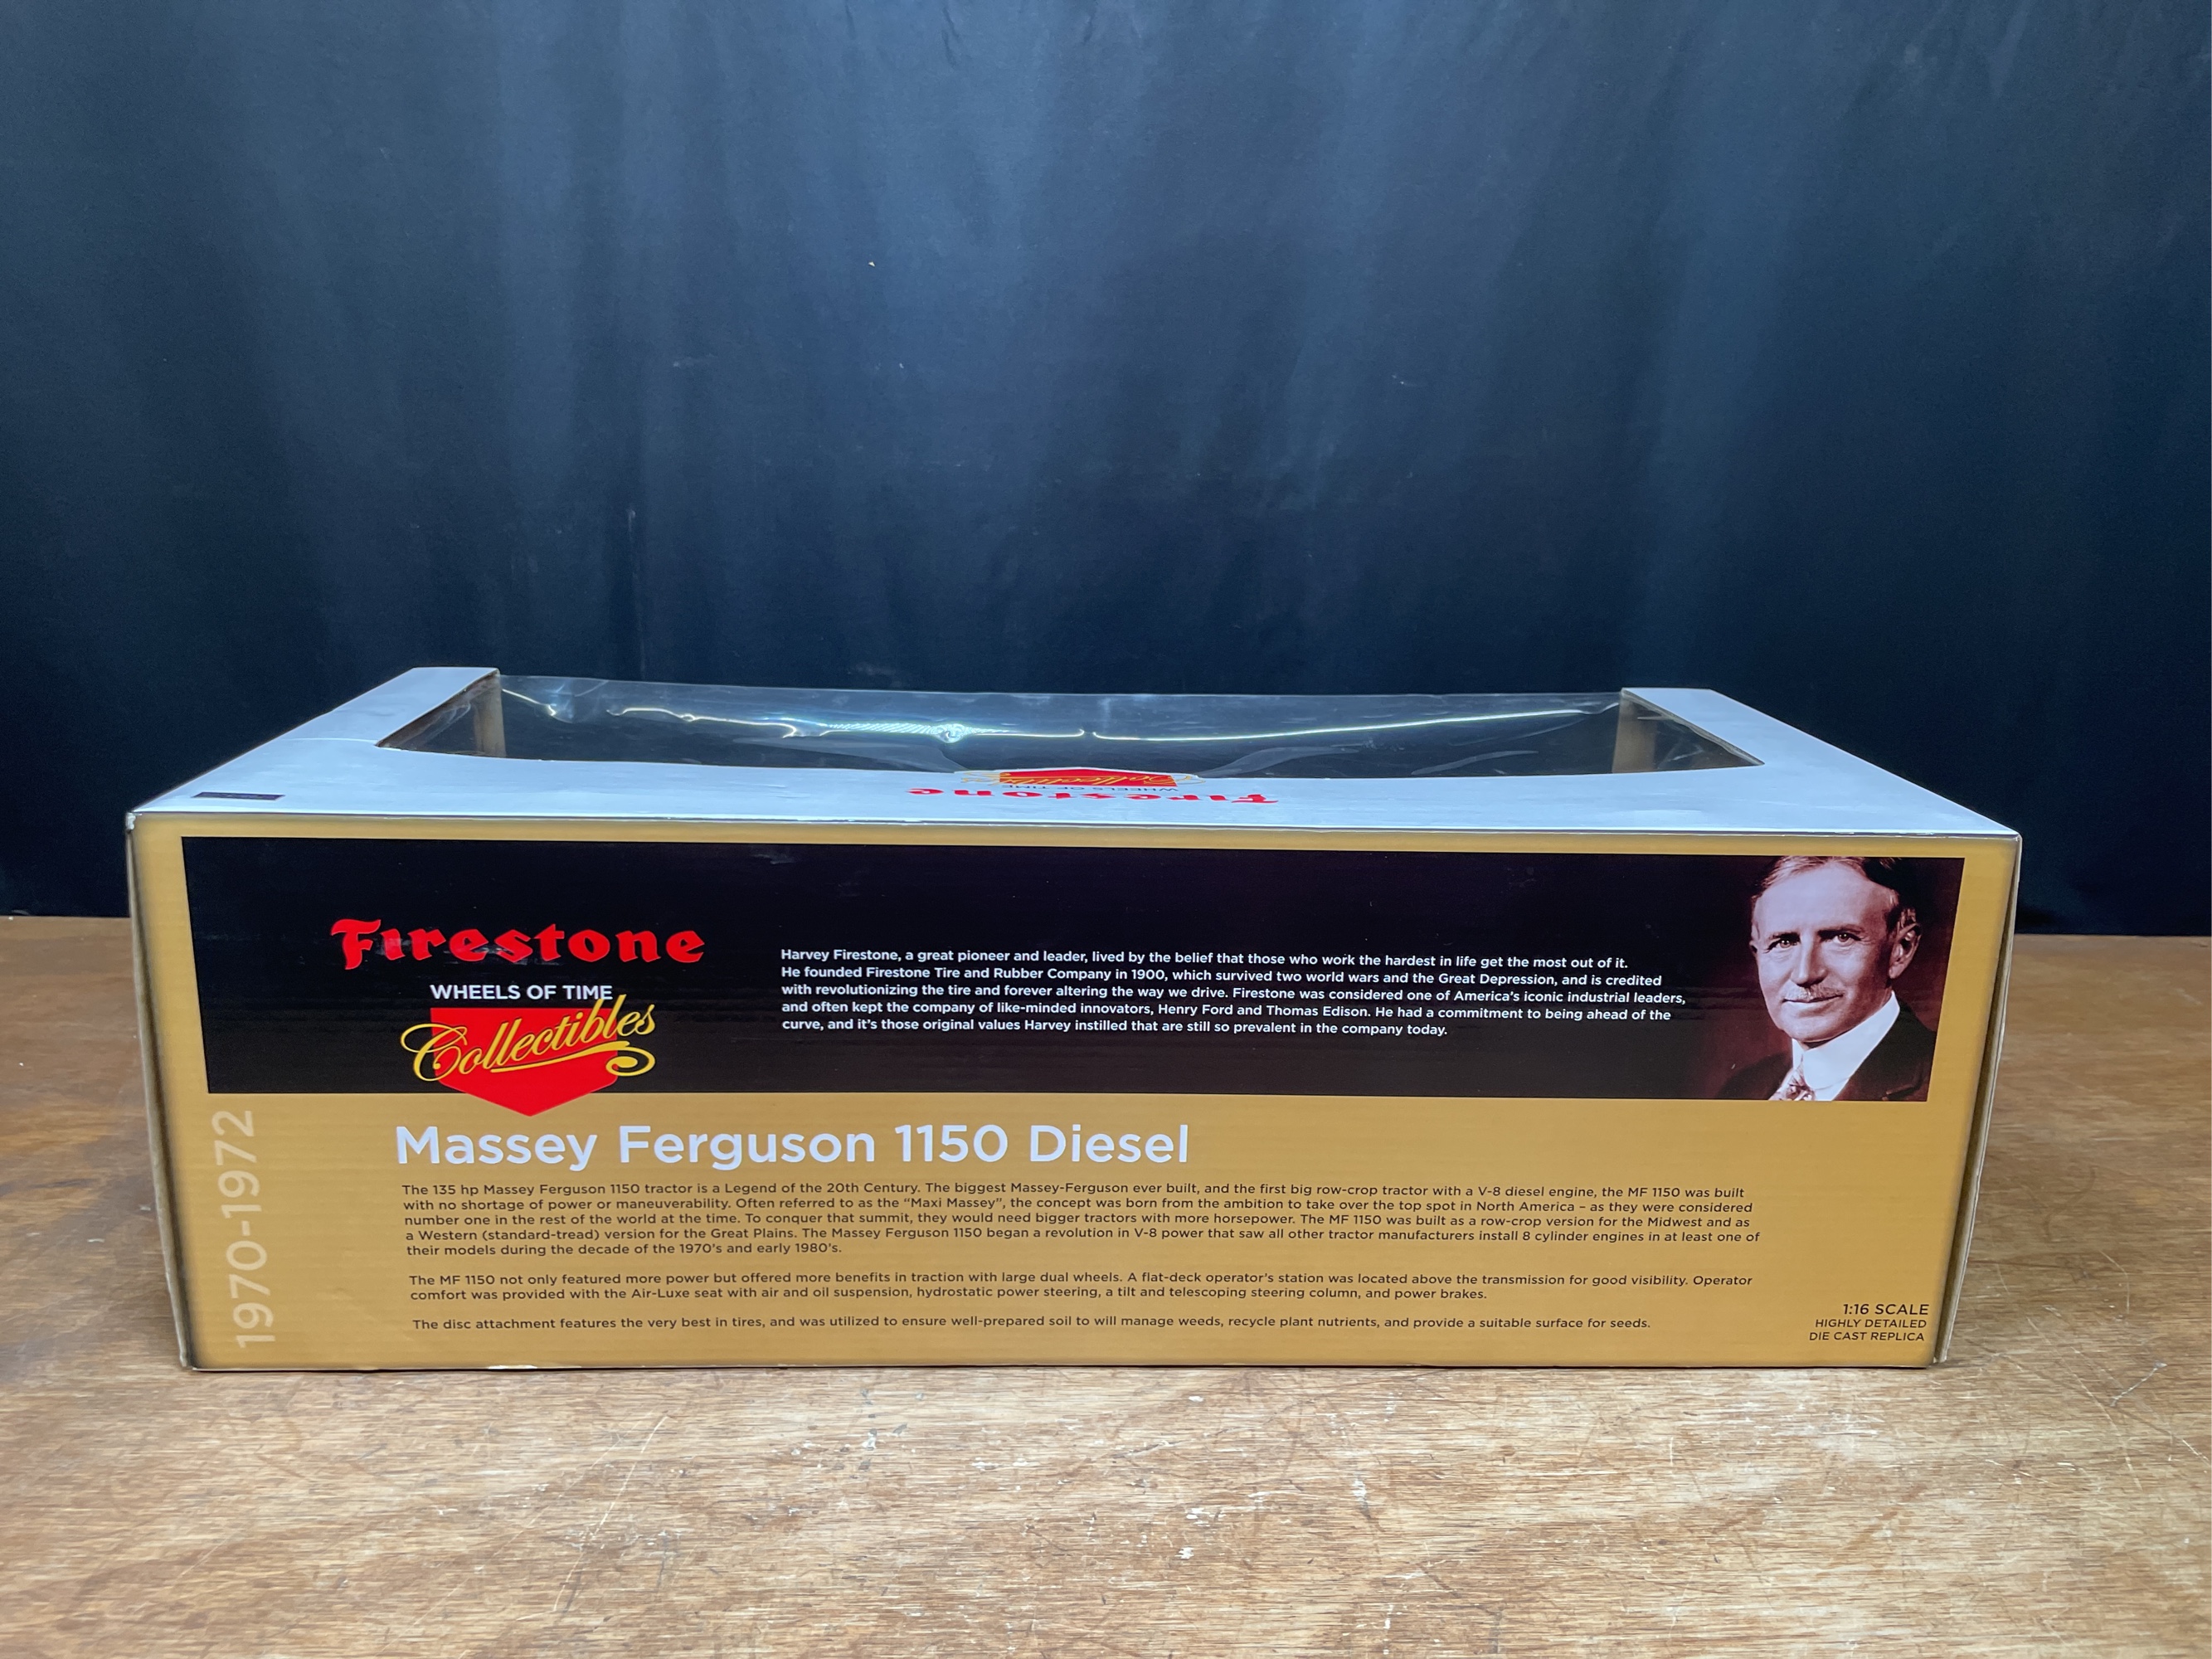 Collectibles
WHEELS OF TIME
Firestone
Firestone
WHEELS OF TIME
Collectibles
Harvey Firestone, a great pioneer and leader, lived by the belief that those who work the hardest in life get the most out of it.
He founded Firestone Tire and Rubber Company in 1900, which survived two world wars and the Great Depression, and is credited
with revolutionizing the tire and forever altering the way we drive. Firestone was considered one of America's iconic industrial leaders,
and often kept the company of like-minded innovators, Henry Ford and Thomas Edison. He had a commitment to being ahead of the
curve, and it's those original values Harvey instilled that are still so prevalent in the company today.
1970-1972
Massey Ferguson 1150 Diesel
The 135 hp Massey Ferguson 1150 tractor is a Legend of the 20th Century. The biggest Massey-Ferguson ever built, and the first big row-crop tractor with a V-8 diesel engine, the MF 1150 was built
with no shortage of power or maneuverability. Often referred to as the “Maxi Massey”, the concept was born from the ambition to take over the top spot in North America – as they were considered
number one in the rest of the world at the time. To conquer that summit, they would need bigger tractors with more horsepower. The MF 1150 was built as a row-crop version for the Midwest and as
a Western (standard-tread) version for the Great Plains. The Massey Ferguson 1150 began a revolution in V-8 power that saw all other tractor manufacturers install 8 cylinder engines in at least one of
their models during the decade of the 1970's and early 1980's.
The MF 1150 not only featured more power but offered more benefits in traction with large dual wheels. A flat-deck operator's station was located above the transmission for good visibility. Operator
comfort was provided with the Air-Luxe seat with air and oil suspension, hydrostatic power steering, a tilt and telescoping steering column, and power brakes.
The disc attachment features the very best in tires, and was utilized to ensure well-prepared soil to will manage weeds, recycle plant nutrients, and provide a suitable surface for seeds.
1:16 SCALE
HIGHLY DETAILED
DIE CAST REPLICA